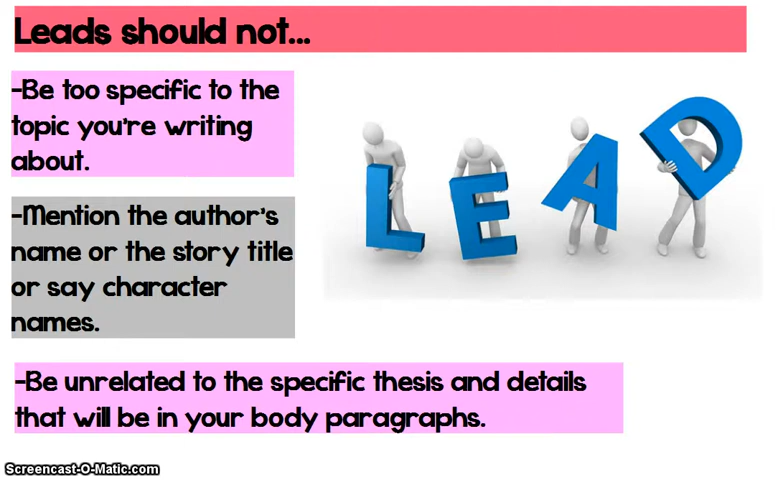 Leads should not...
-Be too specific to the
topic you're writing
about.
LEAD
-Mention the author's
name or the story title
or say character
names.
-Be unrelated to the specific thesis and details
that will be in your body paragraphs.
Screencast-O-Matic.com